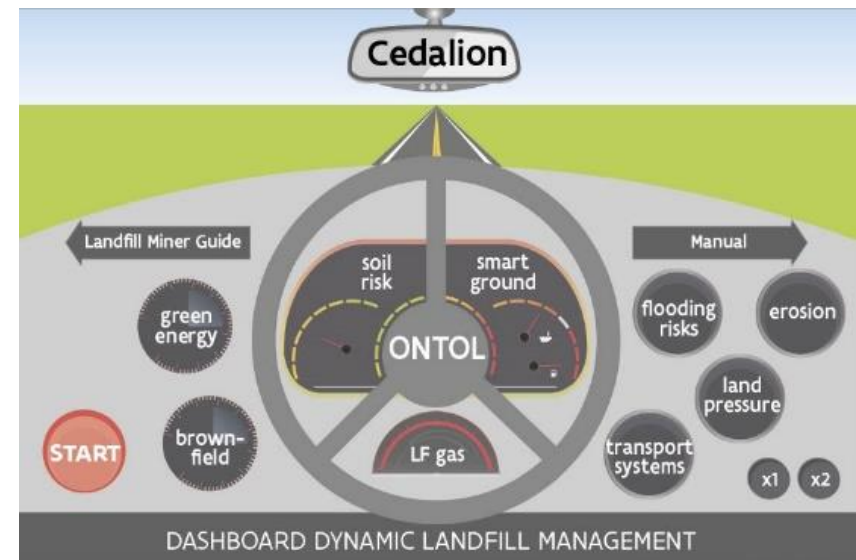 Cedalion
Landfill Miner Guide
Manual
soil
risk
smart
ground
green
energy
flooding
risks
erosion
ONTOL
land
pressure
START
brown-
field
LF gas
transport
systems
x1
x2
DASHBOARD DYNAMIC LANDFILL MANAGEMENT